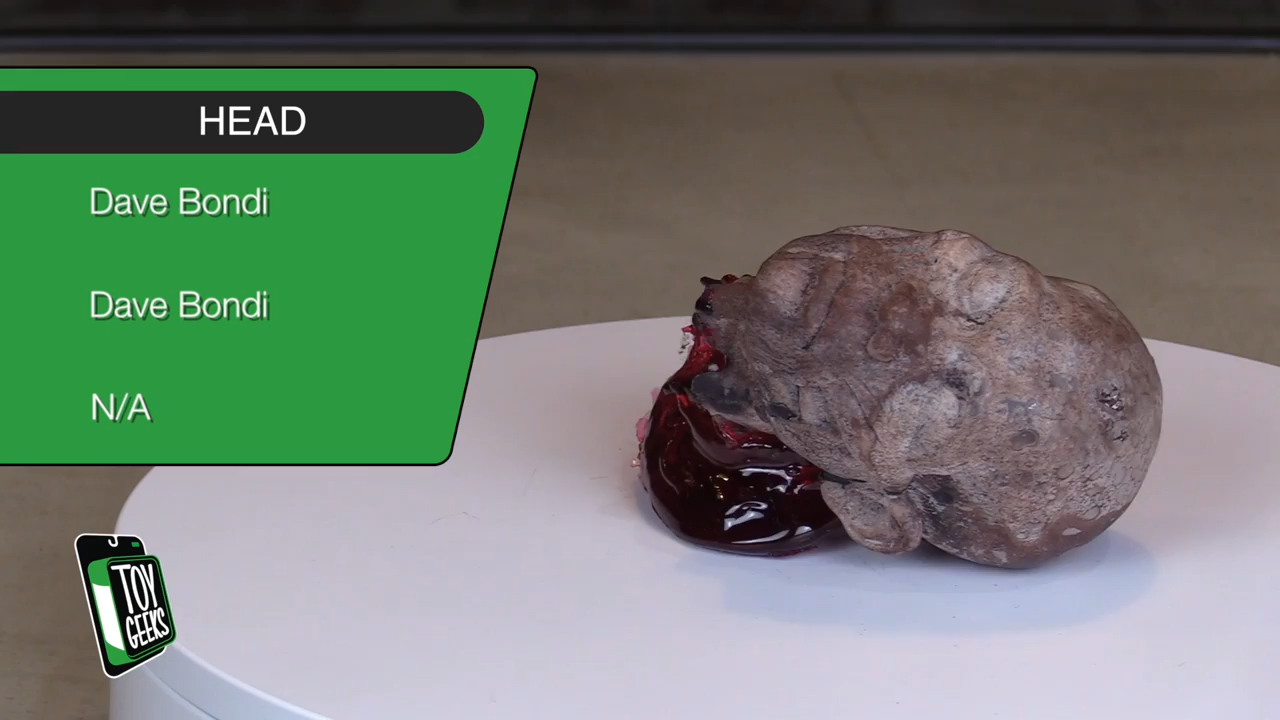 HEAD
Dave Bondi
Dave Bondi
N/A
TOY
GEEKS